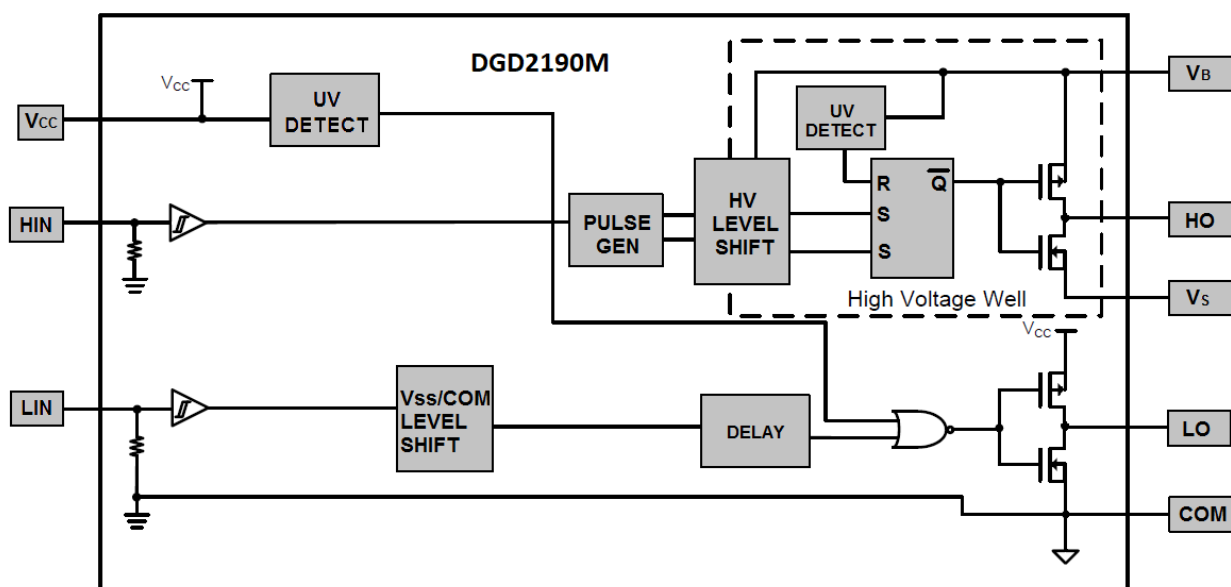 DGD2190M
VCC
VCC
UV
DETECT
UV
DETECT
VB
HIN
PULSE
GEN
HV
LEVEL
SHIFT
R
Q
S
S
HO
High Voltage Well
VS
VCC
LIN
Vss/COM
LEVEL
SHIFT
DELAY
LO
COM